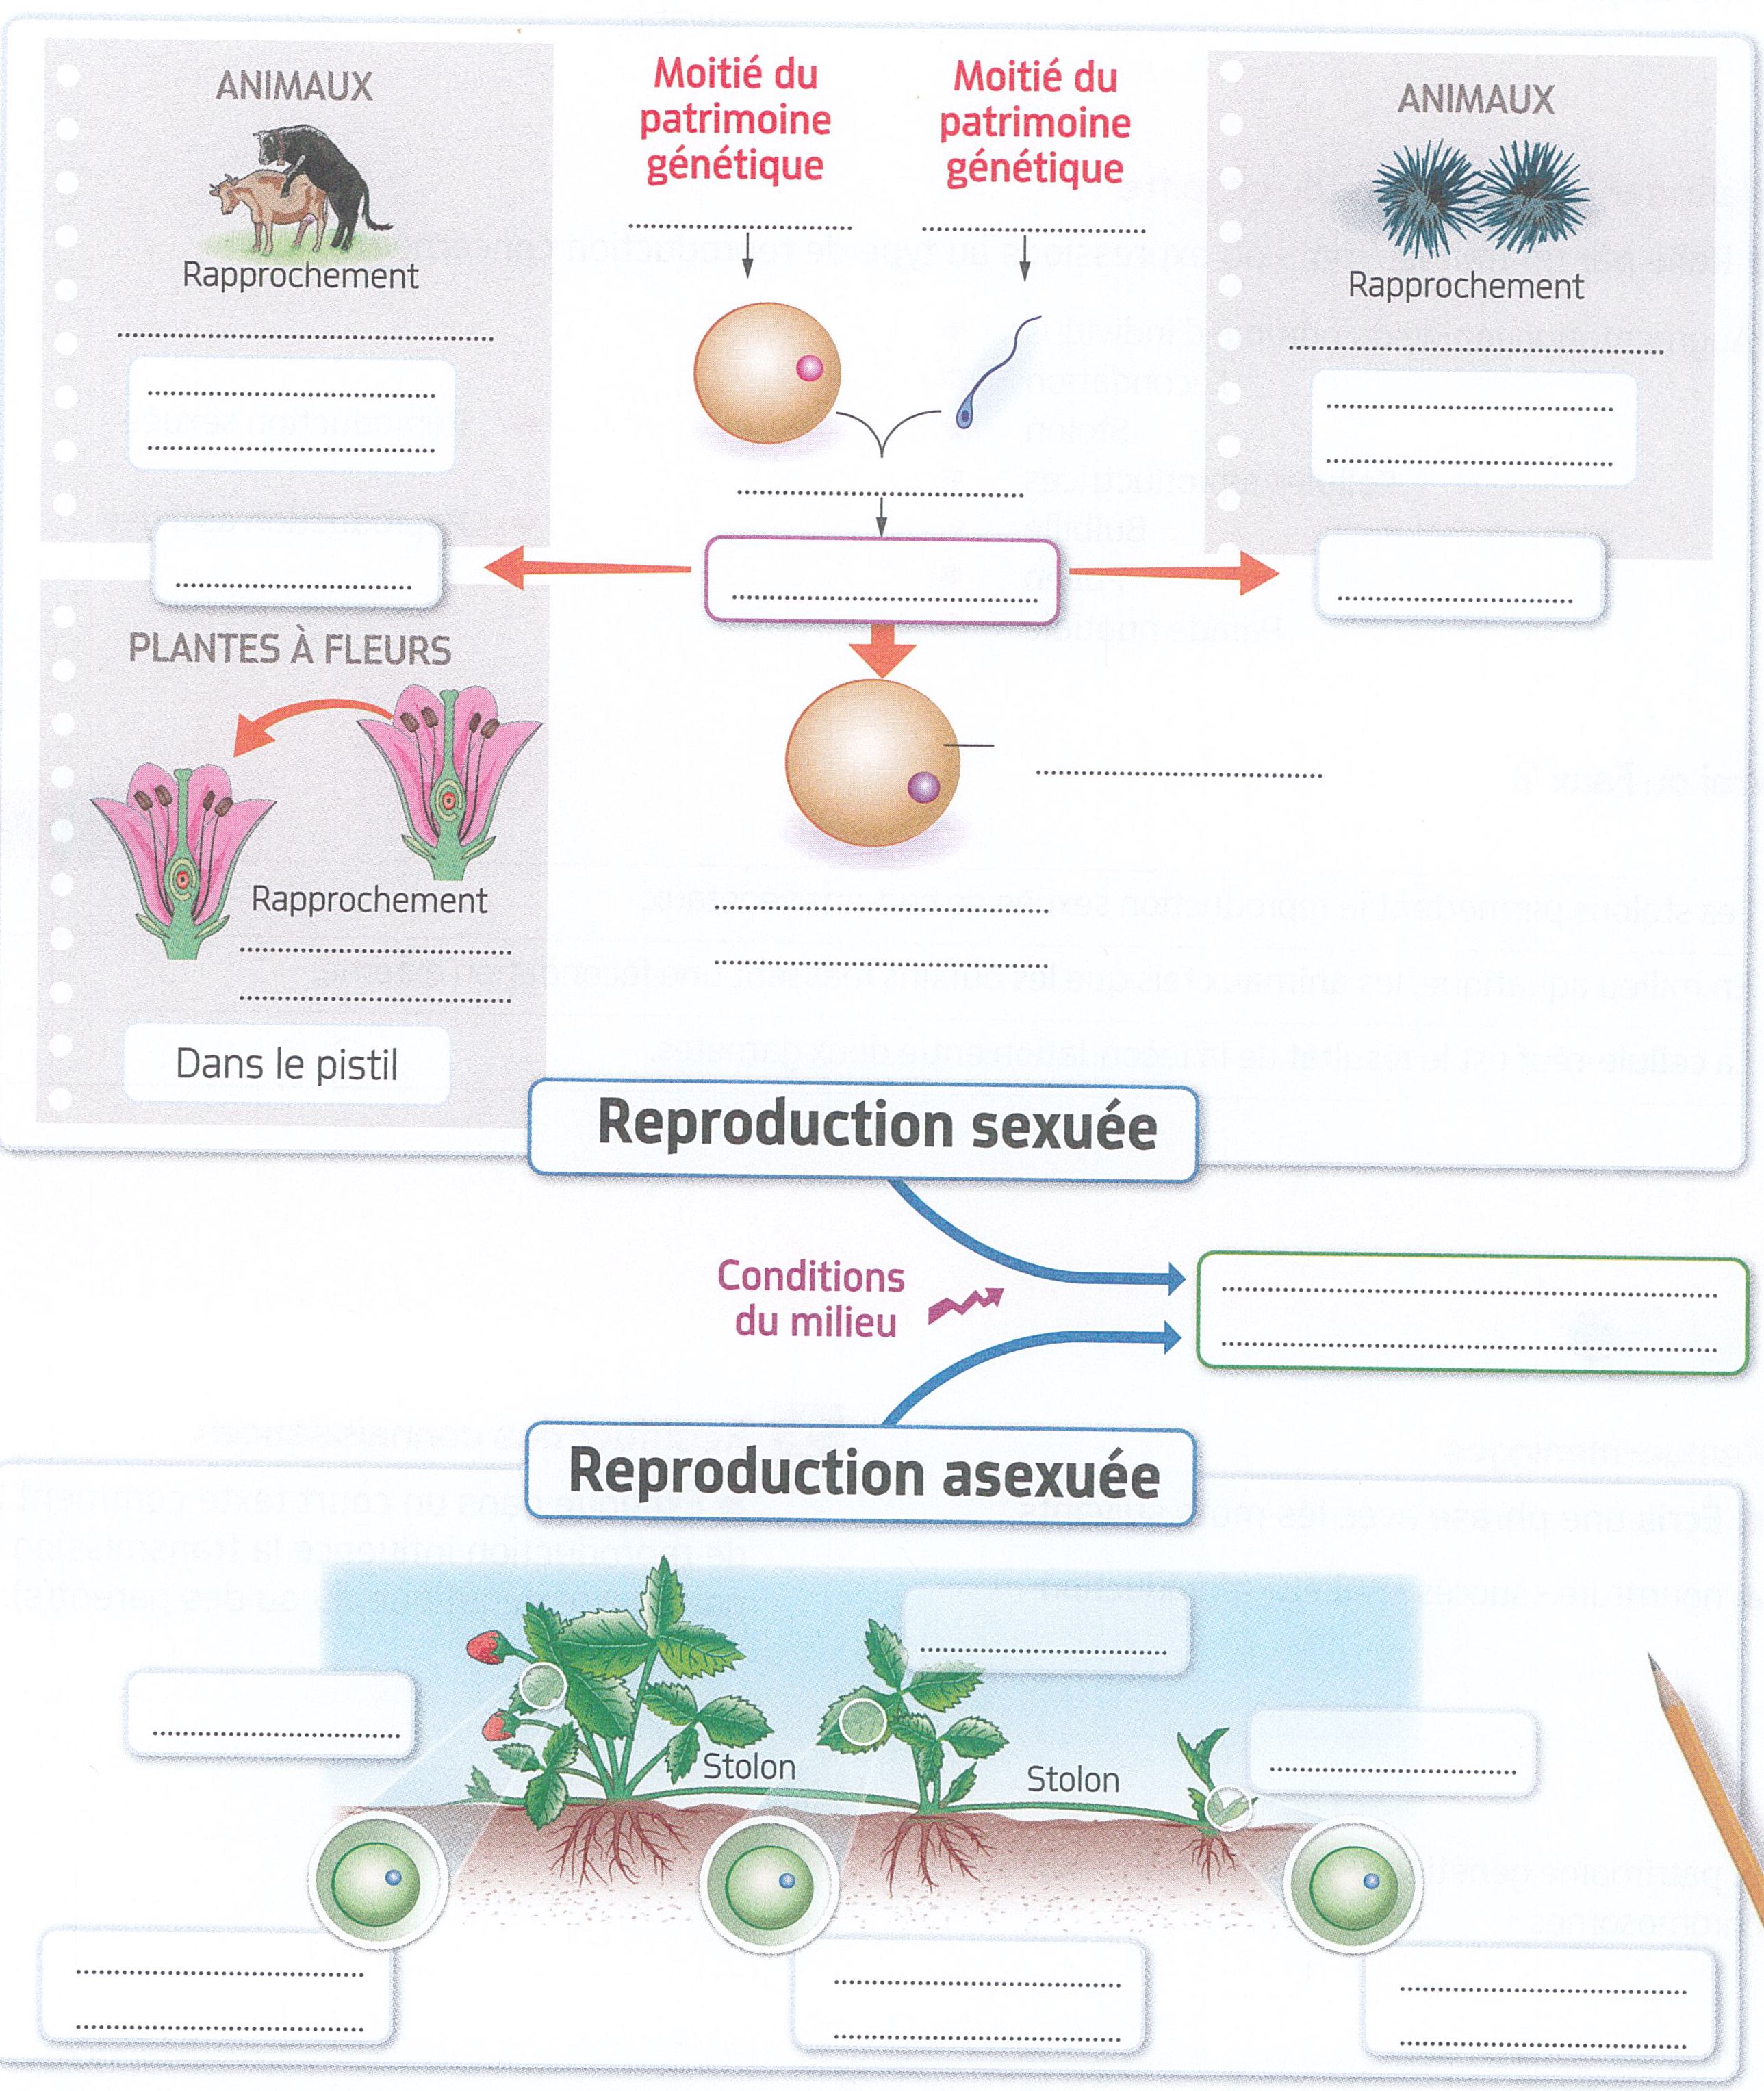 ANIMAUX
Rapprochement
Moitié du
patrimoine
génétique
Moitié du
patrimoine
génétique
ANIMAUX
Rapprochement
PLANTES À FLEURS
Rapprochement
Dans le pistil
Reproduction sexuée
Conditions
du milieu
Reproduction asexuée
Stolon
Stolon